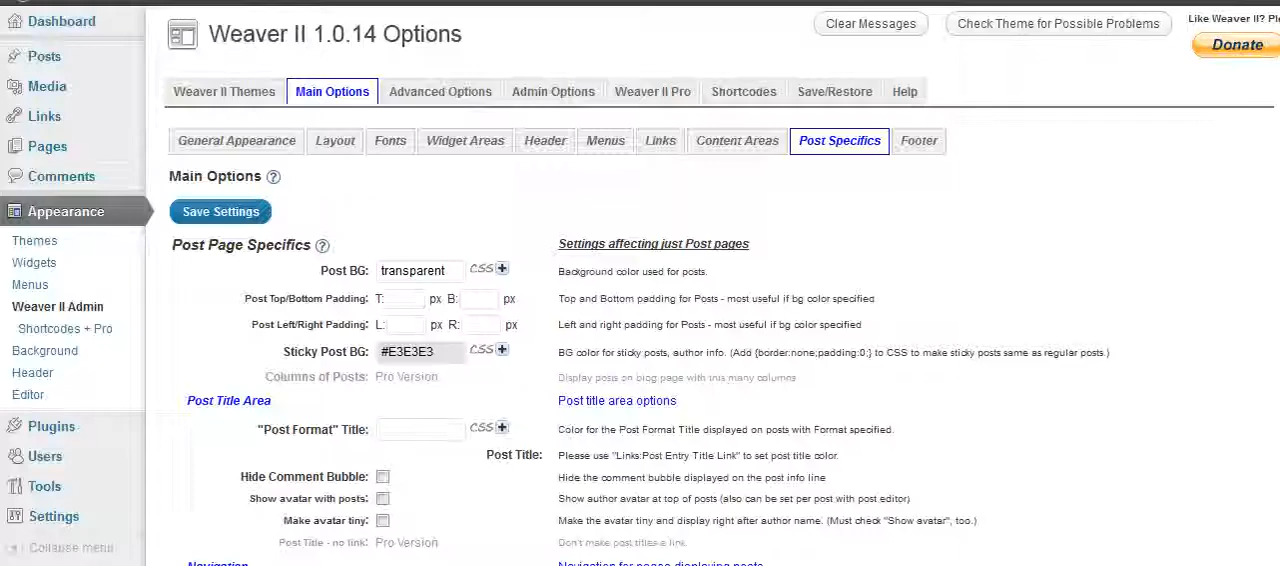 Dashboard
Posts
Media
Links
Pages
Comments
Appearance
Themes
Widgets
Menus
Weaver II Admin
Shortcodes + Pro
Background
Header
Editor
Plugins
Users
Tools
Settings
Collapse menu
Weaver II 1.0.14 Options
Clear Messages
Check Theme for Possible Problems
Like Weaver II?
Donate
Weaver II Themes Main Options Advanced Options Admin Options Weaver II Pro Shortcodes Save/Restore Help
General Appearance Layout Fonts Widget Areas Header Menus Links Content Areas Post Specifics Footer
Main Options ?
Save Settings
Post Page Specifics ? Settings affecting just Post pages
Post BG: transparent CSS+ Background color used for posts.
Post Top/Bottom Padding: T: px B: px Top and Bottom padding for Posts - most useful if bg color specified
Post Left/Right Padding: L: px R: px Left and right padding for Posts - most useful if bg color specified
Sticky Post BG: #E3E3E3 CSS+ BG color for sticky posts, author info. (Add {border:none;padding:0;} to CSS to make sticky posts same as regular posts.)
Columns of Posts: Pro Version Display posts on blog page with this many columns
Post Title Area Post title area options
"Post Format" Title: CSS+ Color for the Post Format Title displayed on posts with Format specified.
Post Title: Please use "Links:Post Entry Title Link" to set post title color.
Hide Comment Bubble: Hide the comment bubble displayed on the post info line
Show avatar with posts: Show author avatar at top of posts (also can be set per post with post editor)
Make avatar tiny: Make the avatar tiny and display right after author name. (Must check "Show avatar", too.)
Post Title - no link: Pro Version Don't make post titles a link.
Navigation Navigation for pages displaying posts